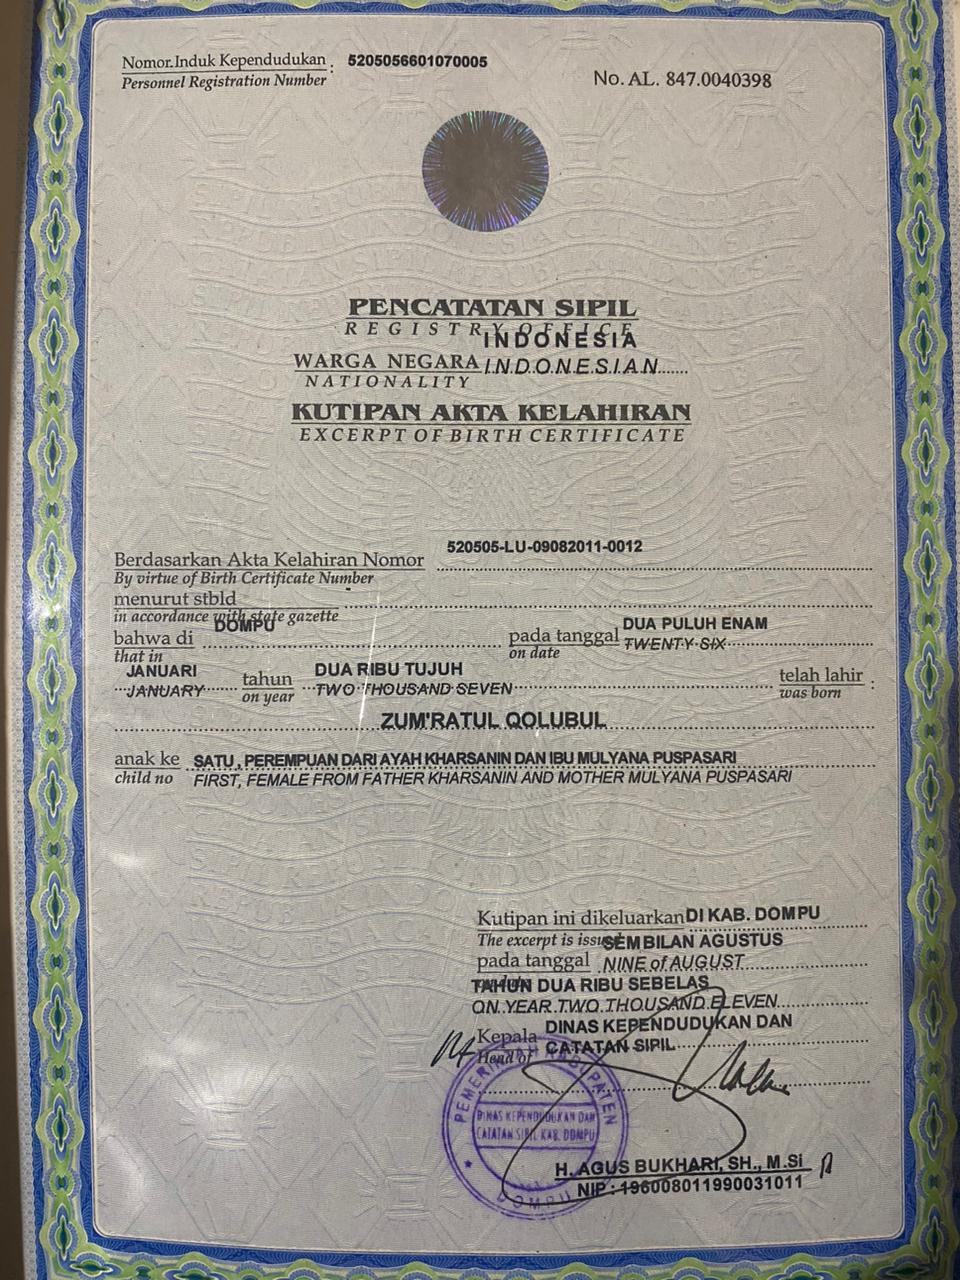 Nomor.Induk Kependudukan : 5205056601070005
Personnel Registration Number
No. AL. 847.0040398
PENCATATAN SIPIL
REGISTRY OFFICE
INDONESIA
WARGA NEGARA I.N.D.O.N.E.S.I.A.N
NATIONALITY
KUTIPAN AKTA KELAHIRAN
EXCERPT OF BIRTH CERTIFICATE
Berdasarkan Akta Kelahiran Nomor 520505-LU-09082011-0012
By virtue of Birth Certificate Number
menurut stbld
in accordance with state gazette
bahwa di DOMPU pada tanggal DUA PULUH ENAM
that in on date TWENTY SIX
JANUARI tahun DUA RIBU TUJUH telah lahir :
JANUARY on year TWO THOUSAND SEVEN was born
ZUM'RATUL QOLUBUL
anak ke SATU, PEREMPUAN DARI AYAH KHARSANIN DAN IBU MULYANA PUSPASARI
child no FIRST, FEMALE FROM FATHER KHARSANIN AND MOTHER MULYANA PUSPASARI
Kutipan ini dikeluarkan DI KAB. DOMPU
The excerpt is issued SEMBILAN AGUSTUS
pada tanggal NINE of AUGUST
TAHUN DUA RIBU SEBELAS
ON YEAR TWO THOUSAND ELEVEN
Kepala DINAS KEPENDUDUKAN DAN
Head of CATATAN SIPIL
PEMERINTAH KABUPATEN
DINAS KEPENDUDUKAN DAN
CATATAN SIPIL KAB. DOMPU
DOMPU
H. AGUS BUKHARI, SH., M.Si
NIP : 196008011990031011